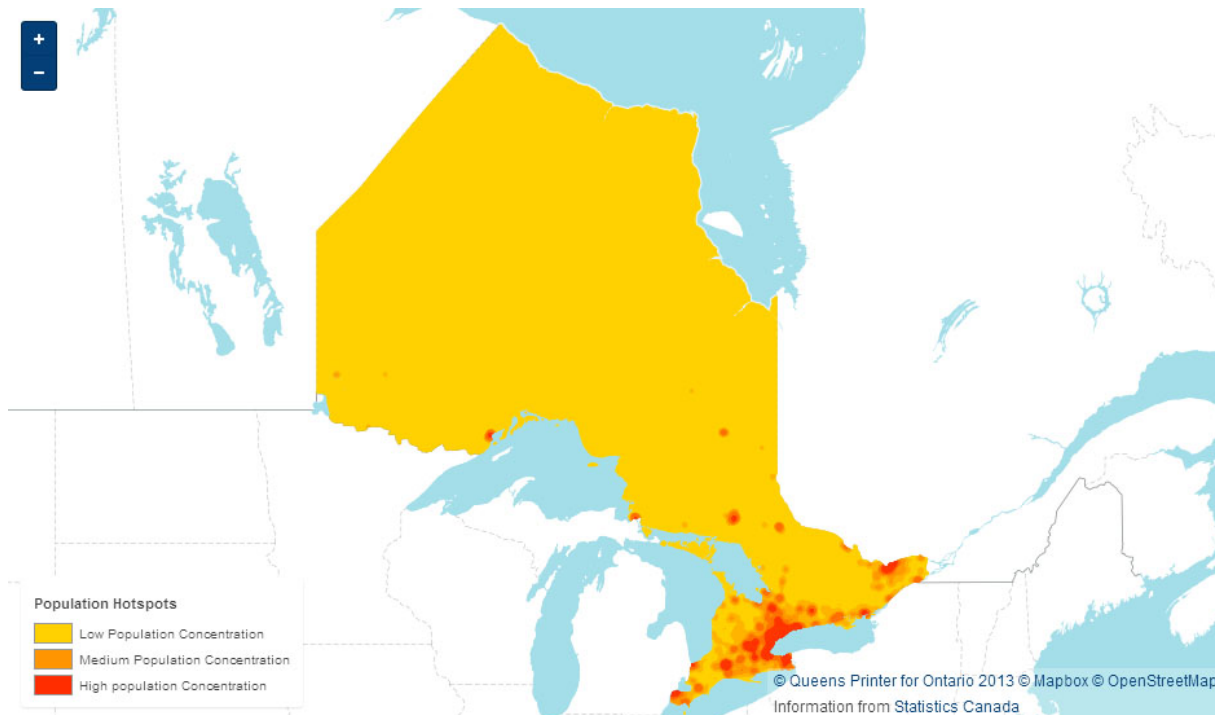 +
−
Population Hotspots
Low Population Concentration
Medium Population Concentration
High population Concentration
© Queens Printer for Ontario 2013 © Mapbox © OpenStreetMap
Information from Statistics Canada